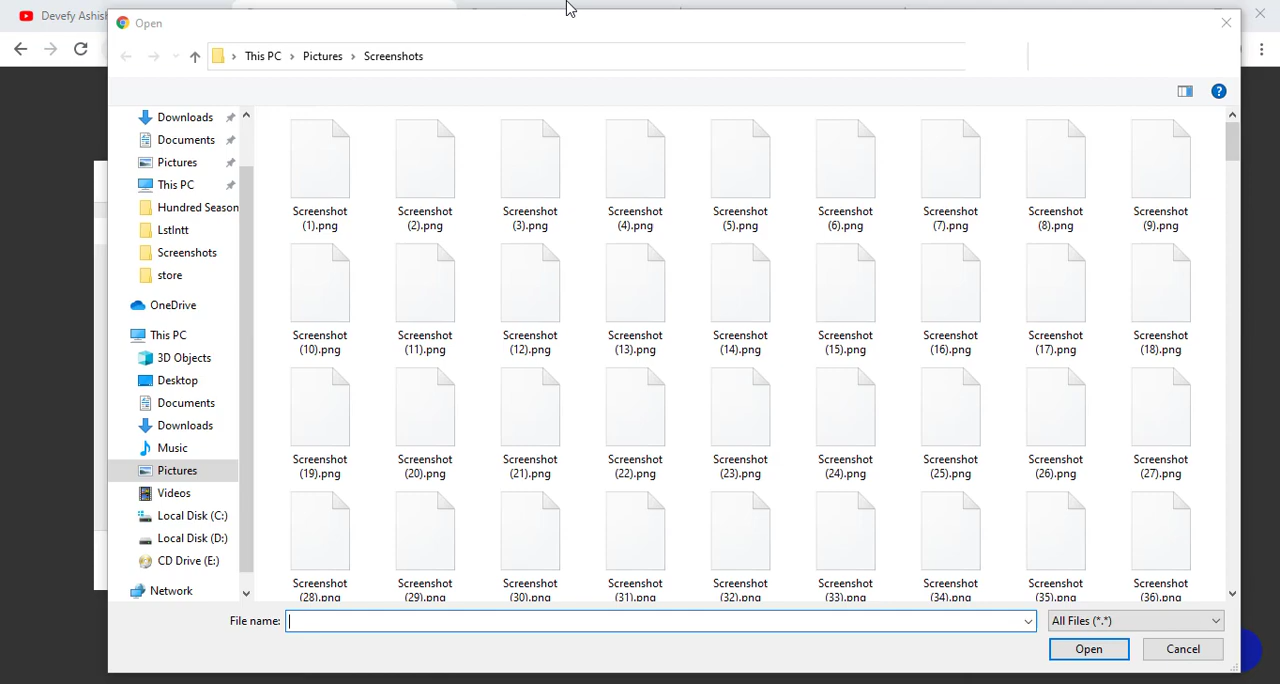 Devefy Ashish
Open
This PC > Pictures > Screenshots
Downloads
Documents
Pictures
This PC
Hundred Season
LstIntt
Screenshots
store
OneDrive
This PC
3D Objects
Desktop
Documents
Downloads
Music
Pictures
Videos
Local Disk (C:)
Local Disk (D:)
CD Drive (E:)
Network
Screenshot Screenshot Screenshot Screenshot Screenshot Screenshot Screenshot Screenshot Screenshot
(1).png (2).png (3).png (4).png (5).png (6).png (7).png (8).png (9).png
Screenshot Screenshot Screenshot Screenshot Screenshot Screenshot Screenshot Screenshot Screenshot
(10).png (11).png (12).png (13).png (14).png (15).png (16).png (17).png (18).png
Screenshot Screenshot Screenshot Screenshot Screenshot Screenshot Screenshot Screenshot Screenshot
(19).png (20).png (21).png (22).png (23).png (24).png (25).png (26).png (27).png
Screenshot Screenshot Screenshot Screenshot Screenshot Screenshot Screenshot Screenshot Screenshot
(28).png (29).png (30).png (31).png (32).png (33).png (34).png (35).png (36).png
File name:
All Files (*.*)
Open Cancel